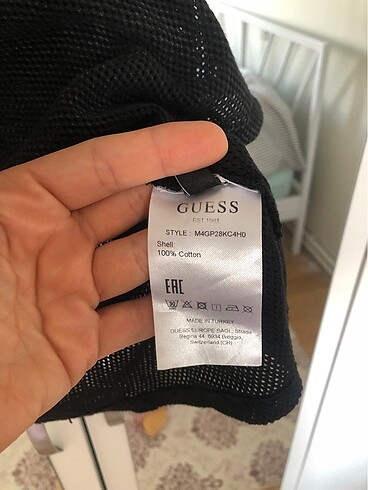 GUESS
EST 1981
STYLE : M4GP28KC4H0
Shell:
100% Cotton
EAC
30
MADE IN TURKEY
GUESS EUROPE SAGL, Strada
Regina 44, 6934 Bioggio,
Switzerland (CH)